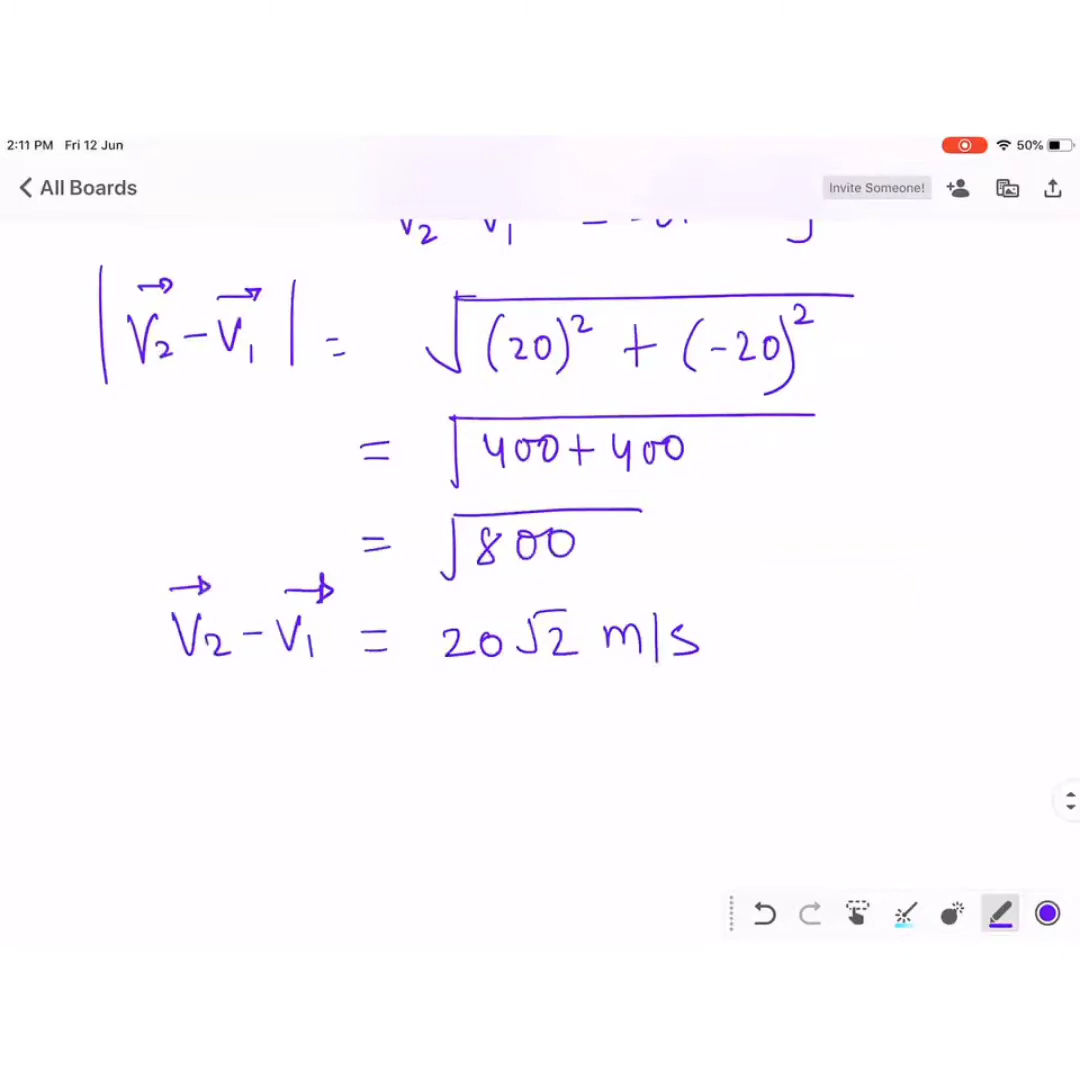 2:11 PM Fri 12 Jun 50%
All Boards Invite Someone!
|V⃗₂ - V⃗₁| = √(20)² + (-20)²
= √400 + 400
= √800
V⃗₂ - V⃗₁ = 20√2 m/s